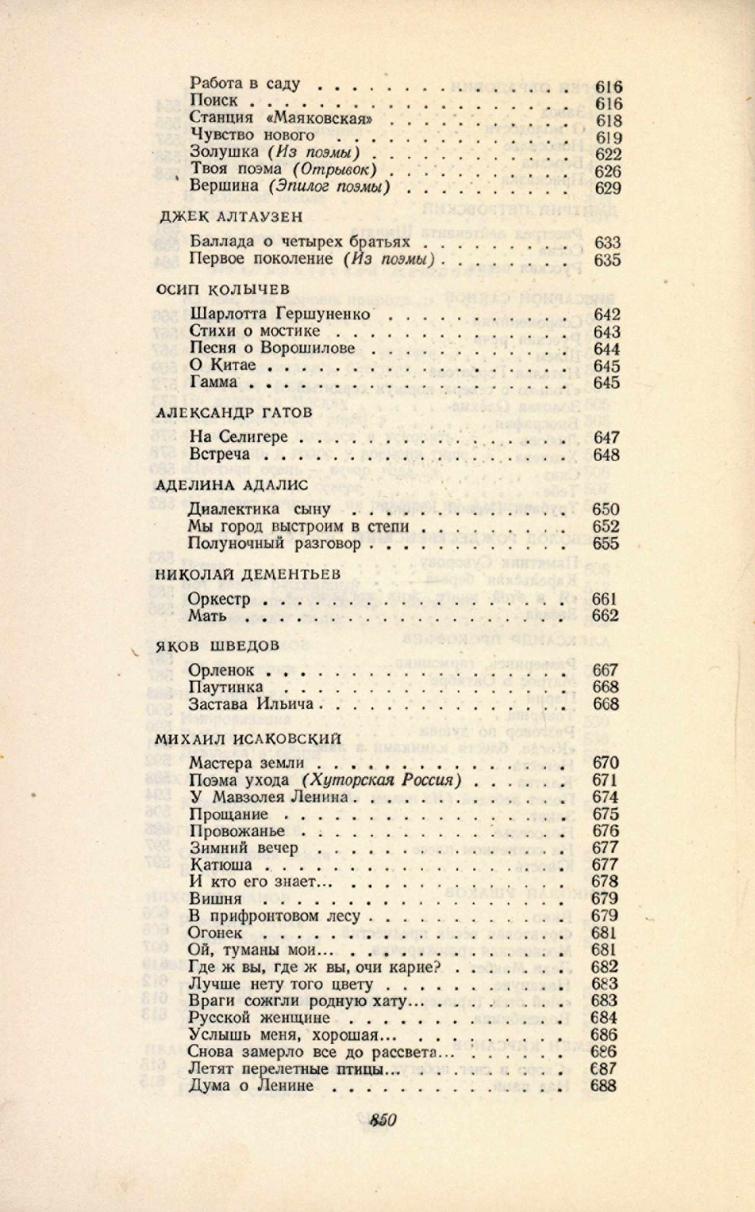 Работа в саду . . . . . . . . . . . . . . . 616
Поиск . . . . . . . . . . . . . . . . . . 616
Станция «Маяковская» . . . . . . . . . . . 618
Чувство нового . . . . . . . . . . . . . . 619
Золушка (Из поэмы) . . . . . . . . . . . . 622
Твоя поэма (Отрывок) . . . . . . . . . . . 626
Вершина (Эпилог поэмы) . . . . . . . . . . 629
ДЖЕК АЛТАУЗЕН
Баллада о четырех братьях . . . . . . . . . 633
Первое поколение (Из поэмы) . . . . . . . . 635
ОСИП КОЛЫЧЕВ
Шарлотта Гершуненко . . . . . . . . . . . 642
Стихи о мостике . . . . . . . . . . . . . . 643
Песня о Ворошилове . . . . . . . . . . . . 644
О Китае . . . . . . . . . . . . . . . . . . 645
Гамма . . . . . . . . . . . . . . . . . . . 645
АЛЕКСАНДР ГАТОВ
На Селигере . . . . . . . . . . . . . . . . 647
Встреча . . . . . . . . . . . . . . . . . . 648
АДЕЛИНА АДАЛИС
Диалектика сыну . . . . . . . . . . . . . 650
Мы город выстроим в степи . . . . . . . . . 652
Полуночный разговор . . . . . . . . . . . . 655
НИКОЛАЙ ДЕМЕНТЬЕВ
Оркестр . . . . . . . . . . . . . . . . . . 661
Мать . . . . . . . . . . . . . . . . . . . 662
ЯКОВ ШВЕДОВ
Орленок . . . . . . . . . . . . . . . . . . 667
Паутинка . . . . . . . . . . . . . . . . . 668
Застава Ильича . . . . . . . . . . . . . . . 668
МИХАИЛ ИСАКОВСКИЙ
Мастера земли . . . . . . . . . . . . . . . 670
Поэма ухода (Хуторская Россия) . . . . . . 671
У Мавзолея Ленина . . . . . . . . . . . . . 674
Прощание . . . . . . . . . . . . . . . . . 675
Провожанье . . . . . . . . . . . . . . . . 676
Зимний вечер . . . . . . . . . . . . . . . 677
Катюша . . . . . . . . . . . . . . . . . . 677
И кто его знает... . . . . . . . . . . . . . 678
Вишня . . . . . . . . . . . . . . . . . . 679
В прифронтовом лесу . . . . . . . . . . . . 679
Огонек . . . . . . . . . . . . . . . . . . 681
Ой, туманы мои... . . . . . . . . . . . . . 681
Где ж вы, где ж вы, очи карие? . . . . . . . 682
Лучше нету того цвету . . . . . . . . . . . 683
Враги сожгли родную хату... . . . . . . . . 683
Русской женщине . . . . . . . . . . . . . 684
Услышь меня, хорошая... . . . . . . . . . . 686
Снова замерло все до рассвета... . . . . . . 686
Летят перелетные птицы... . . . . . . . . . 687
Дума о Ленине . . . . . . . . . . . . . . 688
850